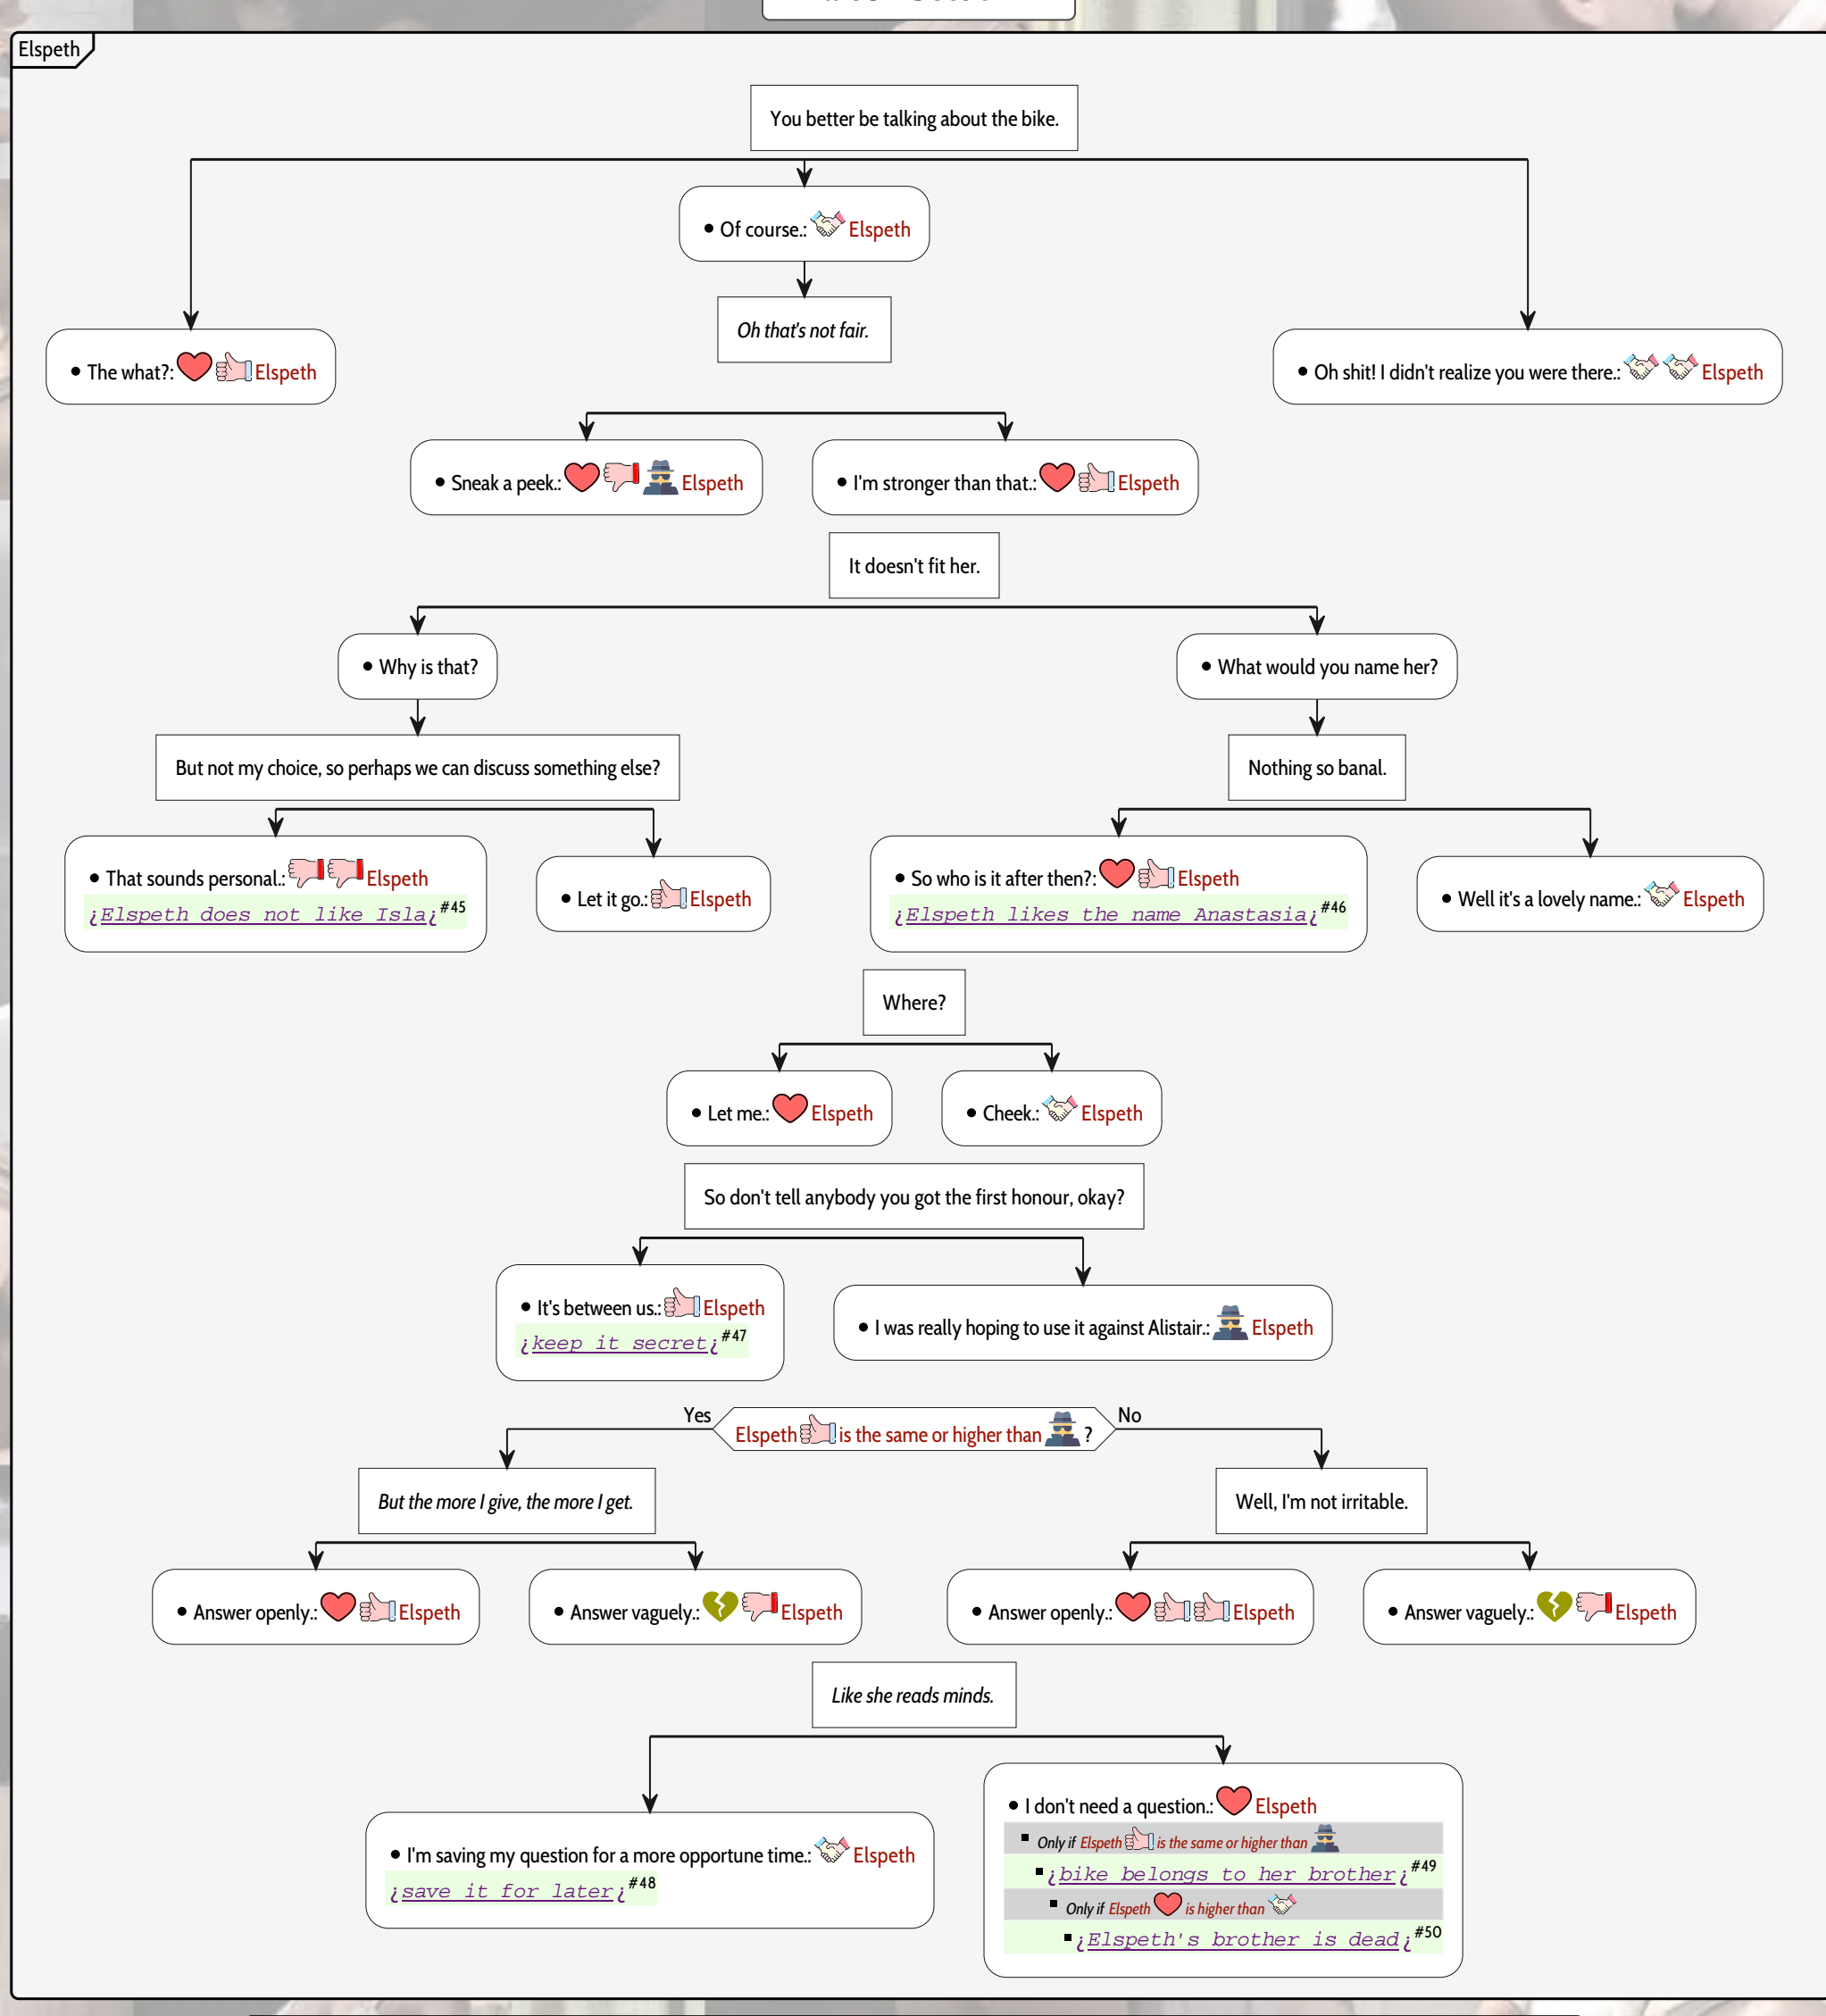 Elspeth
You better be talking about the bike.
• Of course.: Elspeth
Oh that's not fair.
• The what?: Elspeth
• Oh shit! I didn't realize you were there.: Elspeth
• Sneak a peek.: Elspeth
• I'm stronger than that.: Elspeth
It doesn't fit her.
• Why is that?
• What would you name her?
But not my choice, so perhaps we can discuss something else?
Nothing so banal.
• That sounds personal.: Elspeth
¿Elspeth does not like Isla¿#45
• Let it go.: Elspeth
• So who is it after then?: Elspeth
¿Elspeth likes the name Anastasia¿#46
• Well it's a lovely name.: Elspeth
Where?
• Let me.: Elspeth
• Cheek.: Elspeth
So don't tell anybody you got the first honour, okay?
• It's between us.: Elspeth
¿keep it secret¿#47
• I was really hoping to use it against Alistair.: Elspeth
Yes
Elspeth is the same or higher than ?
No
But the more I give, the more I get.
Well, I'm not irritable.
• Answer openly.: Elspeth
• Answer vaguely.: Elspeth
• Answer openly.: Elspeth
• Answer vaguely.: Elspeth
Like she reads minds.
• I'm saving my question for a more opportune time.: Elspeth
¿save it for later¿#48
• I don't need a question.: Elspeth
▪ Only if Elspeth is the same or higher than
▪ ¿bike belongs to her brother¿#49
▪ Only if Elspeth is higher than
▪ ¿Elspeth's brother is dead¿#50